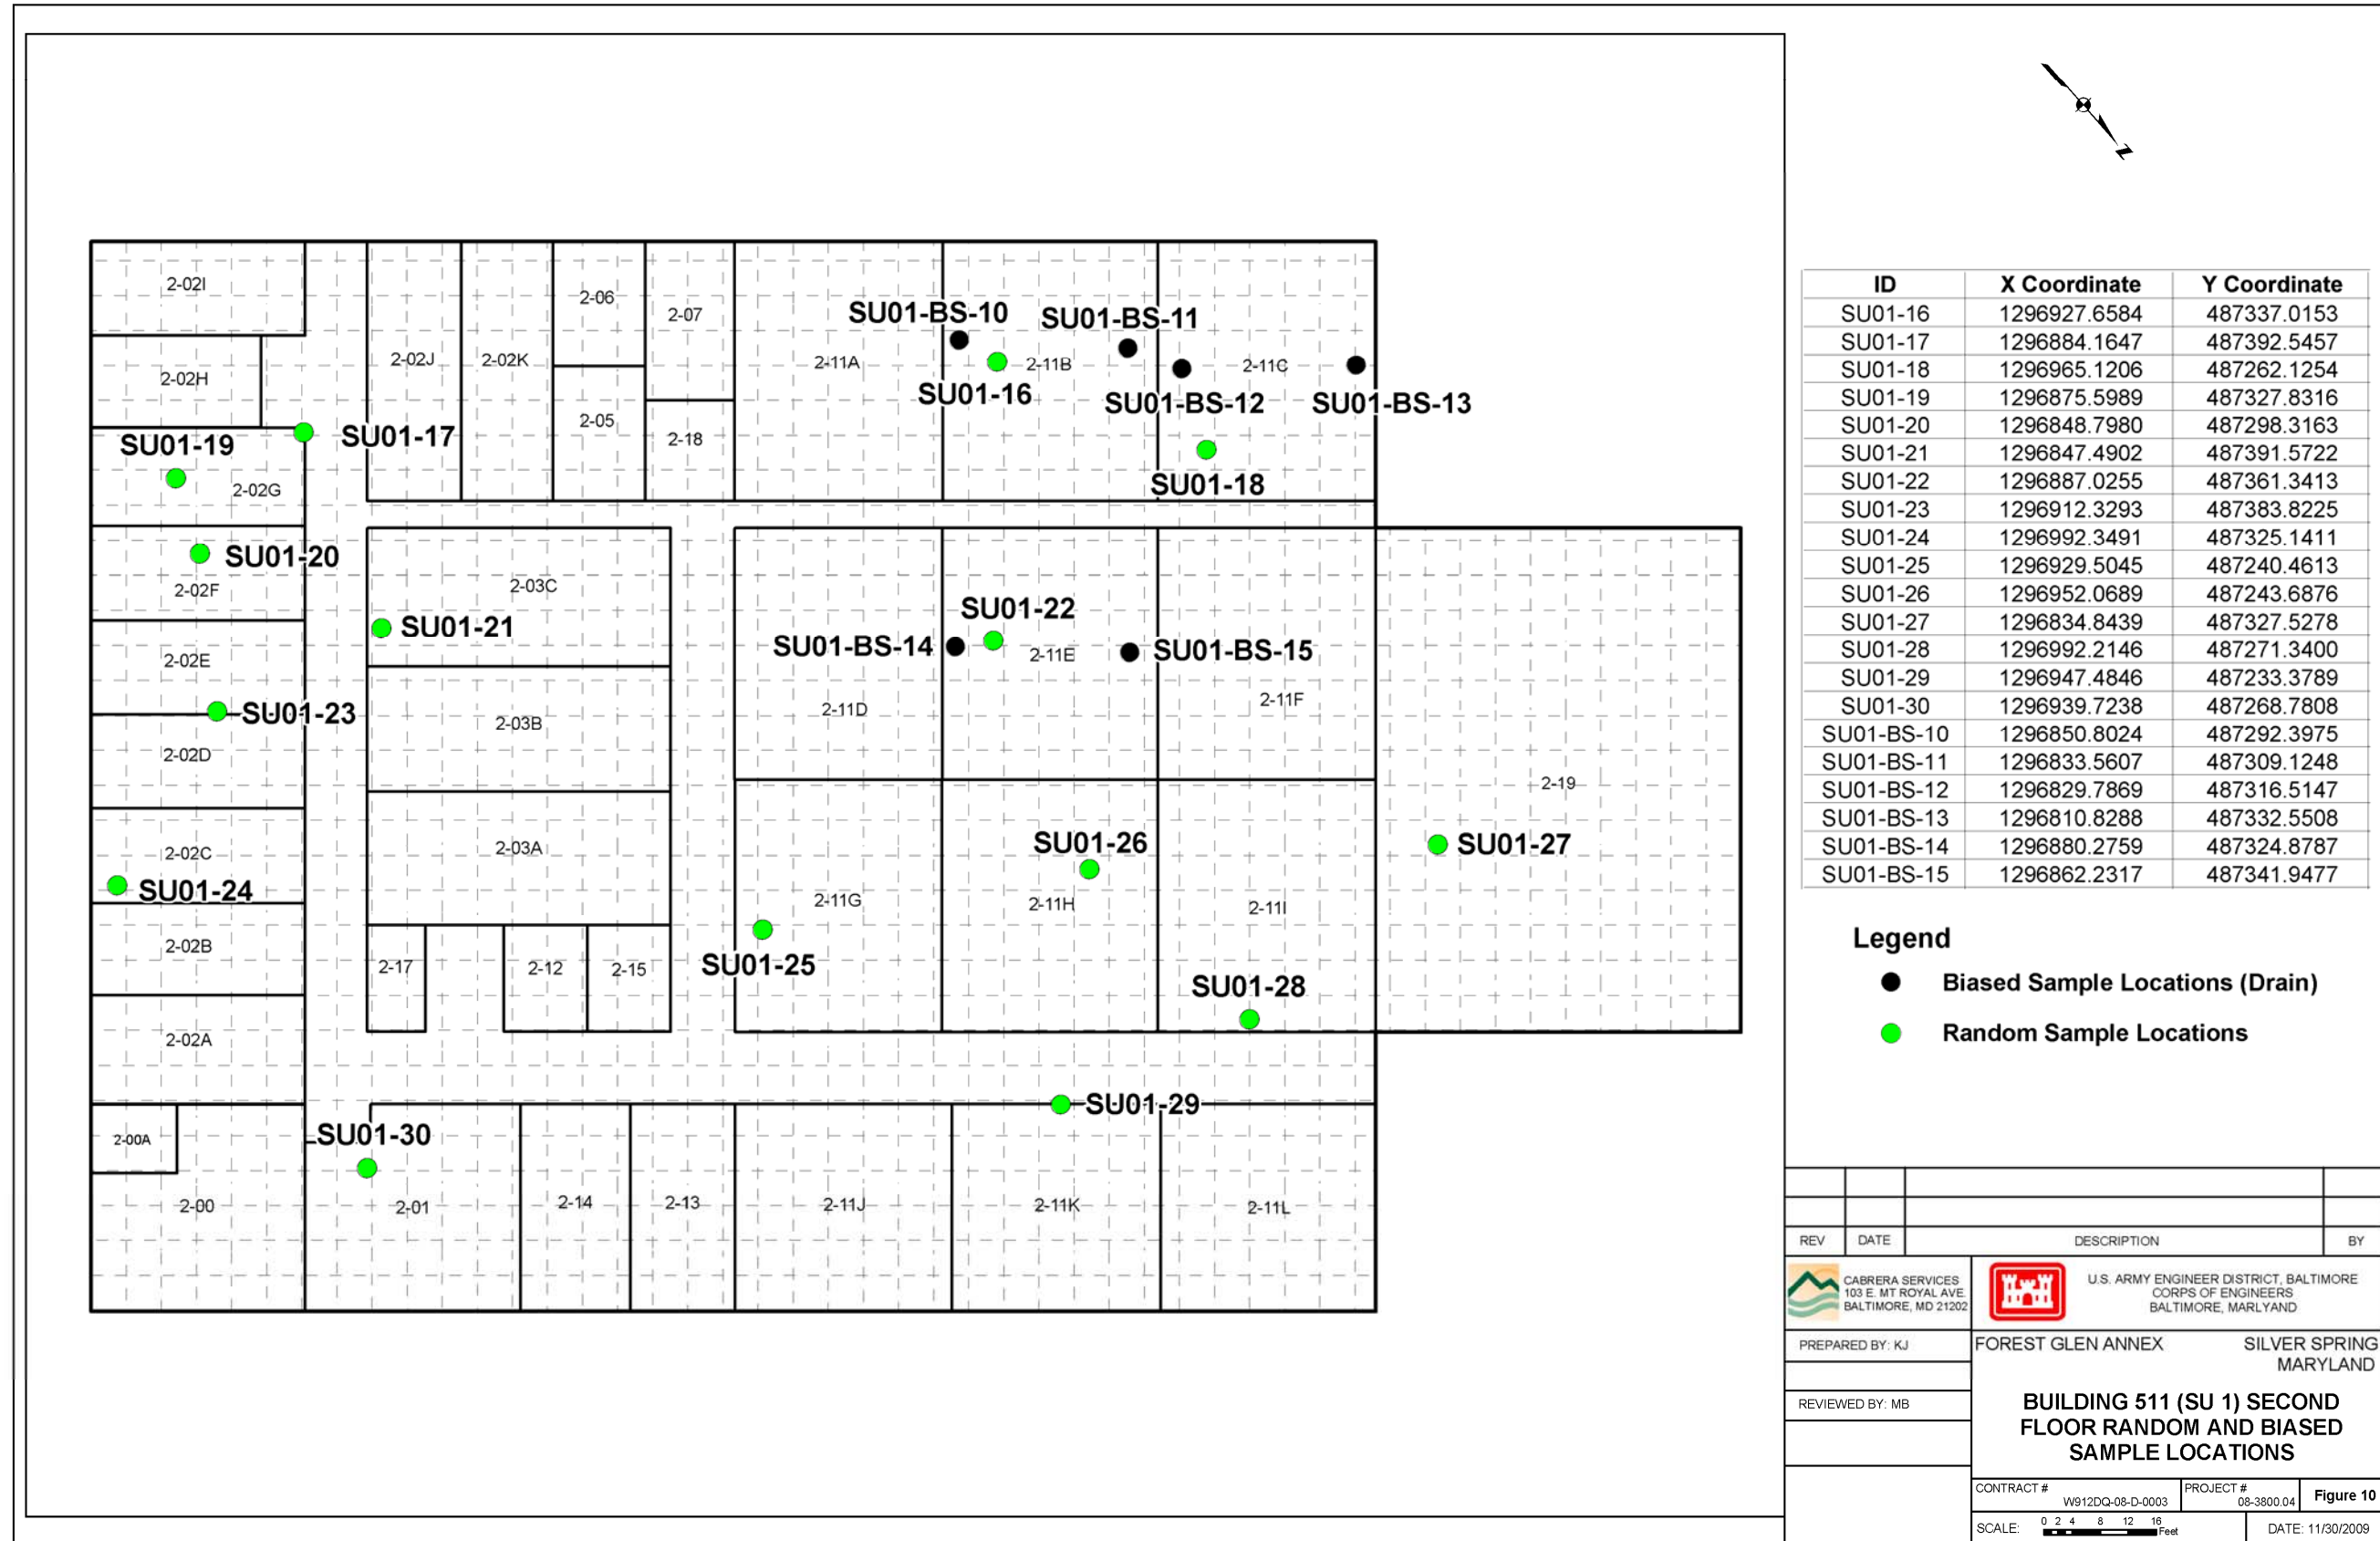 2-02I
2-06
2-07
SU01-BS-10
SU01-BS-11
2-02J
2-02K
2-11A
2-11B
2-11C
2-02H
SU01-16
SU01-BS-12
SU01-BS-13
2-05
2-18
SU01-17
SU01-19
2-02G
SU01-18
SU01-20
2-02F
2-03C
SU01-21
SU01-22
SU01-BS-14
2-11E
SU01-BS-15
2-02E
2-11F
2-11D
SU01-23
2-03B
2-02D
2-19
2-03A
2-02C
SU01-26
SU01-27
SU01-24
2-11G
2-11H
2-11I
2-02B
2-17
2-12
2-15
SU01-25
SU01-28
2-02A
SU01-29
2-00A
SU01-30
2-00
2-01
2-14
2-13
2-11J
2-11K
2-11L
Z
ID X Coordinate Y Coordinate
SU01-16 1296927.6584 487337.0153
SU01-17 1296884.1647 487392.5457
SU01-18 1296965.1206 487262.1254
SU01-19 1296875.5989 487327.8316
SU01-20 1296848.7980 487298.3163
SU01-21 1296847.4902 487391.5722
SU01-22 1296887.0255 487361.3413
SU01-23 1296912.3293 487383.8225
SU01-24 1296992.3491 487325.1411
SU01-25 1296929.5045 487240.4613
SU01-26 1296952.0689 487243.6876
SU01-27 1296834.8439 487327.5278
SU01-28 1296992.2146 487271.3400
SU01-29 1296947.4846 487233.3789
SU01-30 1296939.7238 487268.7808
SU01-BS-10 1296850.8024 487292.3975
SU01-BS-11 1296833.5607 487309.1248
SU01-BS-12 1296829.7869 487316.5147
SU01-BS-13 1296810.8288 487332.5508
SU01-BS-14 1296880.2759 487324.8787
SU01-BS-15 1296862.2317 487341.9477
Legend
Biased Sample Locations (Drain)
Random Sample Locations
REV DATE DESCRIPTION BY
CABRERA SERVICES
103 E. MT ROYAL AVE.
BALTIMORE, MD 21202
U.S. ARMY ENGINEER DISTRICT, BALTIMORE
CORPS OF ENGINEERS
BALTIMORE, MARLYAND
PREPARED BY: KJ
FOREST GLEN ANNEX SILVER SPRING
MARYLAND
REVIEWED BY: MB
BUILDING 511 (SU 1) SECOND
FLOOR RANDOM AND BIASED
SAMPLE LOCATIONS
CONTRACT # W912DQ-08-D-0003
PROJECT # 08-3800.04
Figure 10
SCALE: 0 2 4 8 12 16 Feet
DATE: 11/30/2009